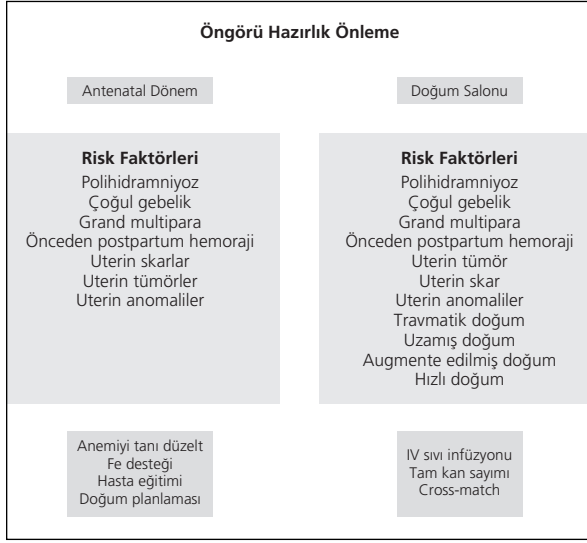 Öngörü Hazırlık Önleme
Antenatal Dönem
Risk Faktörleri
Polihidramniyoz
Çoğul gebelik
Grand multipara
Önceden postpartum hemoraji
Uterin skarlar
Uterin tümörler
Uterin anomaliler
Anemiyi tanı düzelt
Fe desteği
Hasta eğitimi
Doğum planlaması
Doğum Salonu
Risk Faktörleri
Polihidramniyoz
Çoğul gebelik
Grand multipara
Önceden postpartum hemoraji
Uterin tümör
Uterin skar
Uterin anomaliler
Travmatik doğum
Uzamış doğum
Augmente edilmiş doğum
Hızlı doğum
IV sıvı infüzyonu
Tam kan sayımı
Cross-match